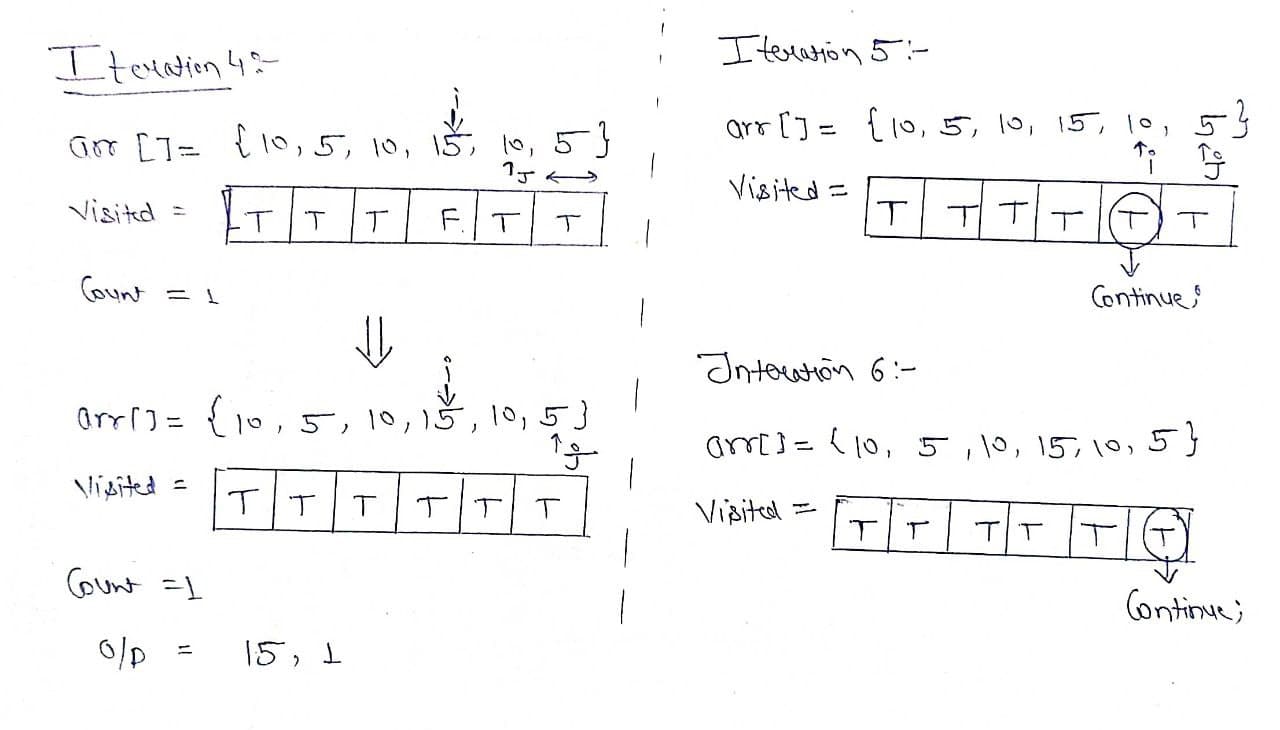 Iteration 4:-
i
arr []= {10, 5, 10, 15, 10, 5}
J
Visited =
T T T F. T T
Count = 1
i
arr[]= {10, 5, 10, 15, 10, 5}
J
Visited =
T T T T T T
Count =1
O/p = 15, 1
Iteration 5:-
arr[]= {10, 5, 10, 15, 10, 5}
i J
Visited =
T T T T T T
Continue;
Interation 6:-
arr[]= {10, 5, 10, 15, 10, 5}
Visited =
T T T T T T
Continue;